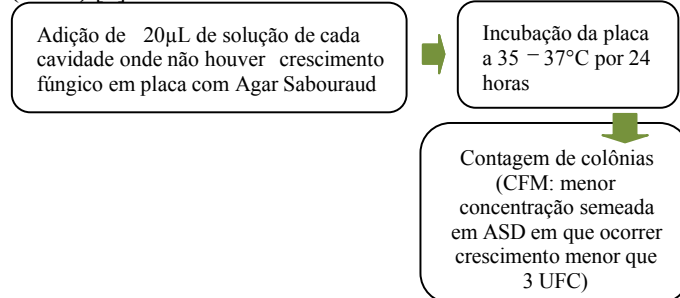 Adição de 20µL de solução de cada
cavidade onde não houver crescimento
fúngico em placa com Agar Sabouraud
Incubação da placa
a 35 – 37°C por 24
horas
Contagem de colônias
(CFM: menor
concentração semeada
em ASD em que ocorrer
crescimento menor que
3 UFC)